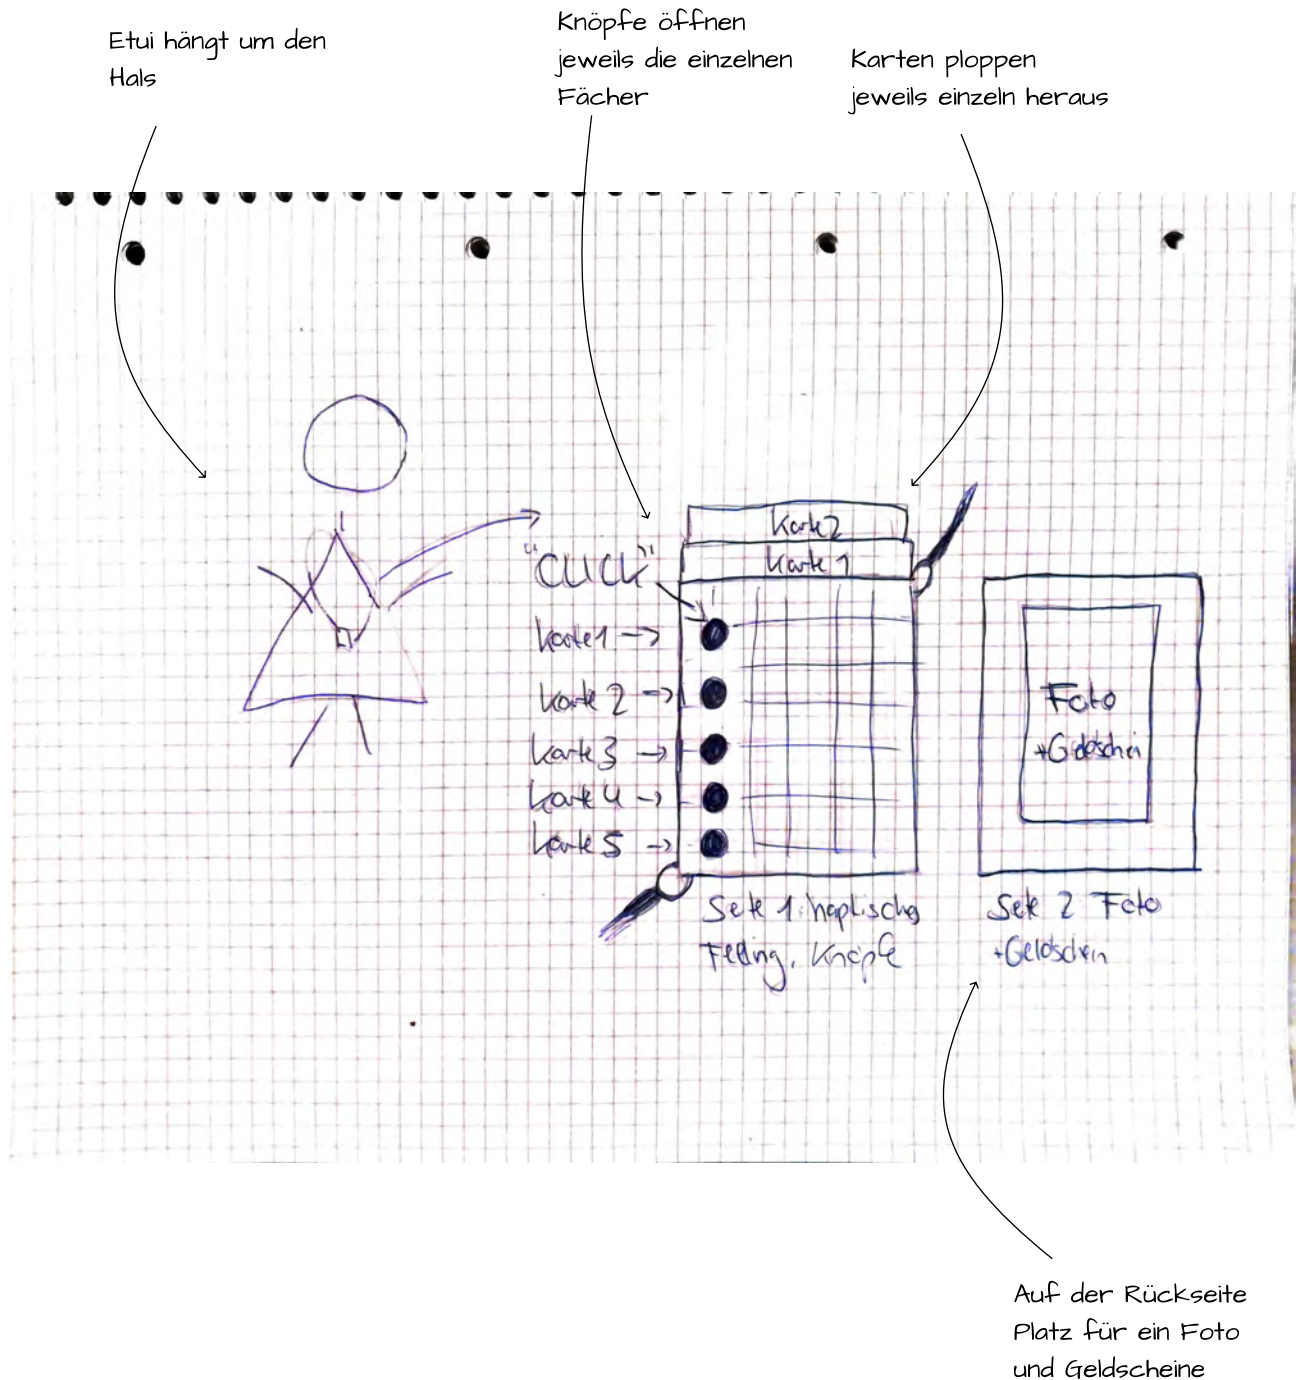 Etui hängt um den
Hals
Knöpfe öffnen
jeweils die einzelnen
Fächer
Karten ploppen
jeweils einzeln heraus
Karte 2
Karte 1
"CLICK"
Karte 1
Karte 2
Karte 3
Karte 4
Karte 5
Foto
+Geldschein
Seite 1: haptisches
Feeling, Knöpfe
Seite 2 Foto
+Geldschein
Auf der Rückseite
Platz für ein Foto
und Geldscheine